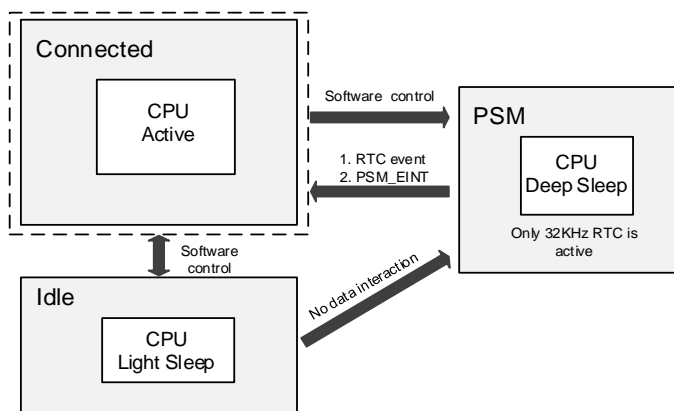 Connected
CPU
Active
Software control
1. RTC event
2. PSM_EINT
PSM
CPU
Deep Sleep
Only 32KHz RTC is
active
Software
control
No data interaction
Idle
CPU
Light Sleep